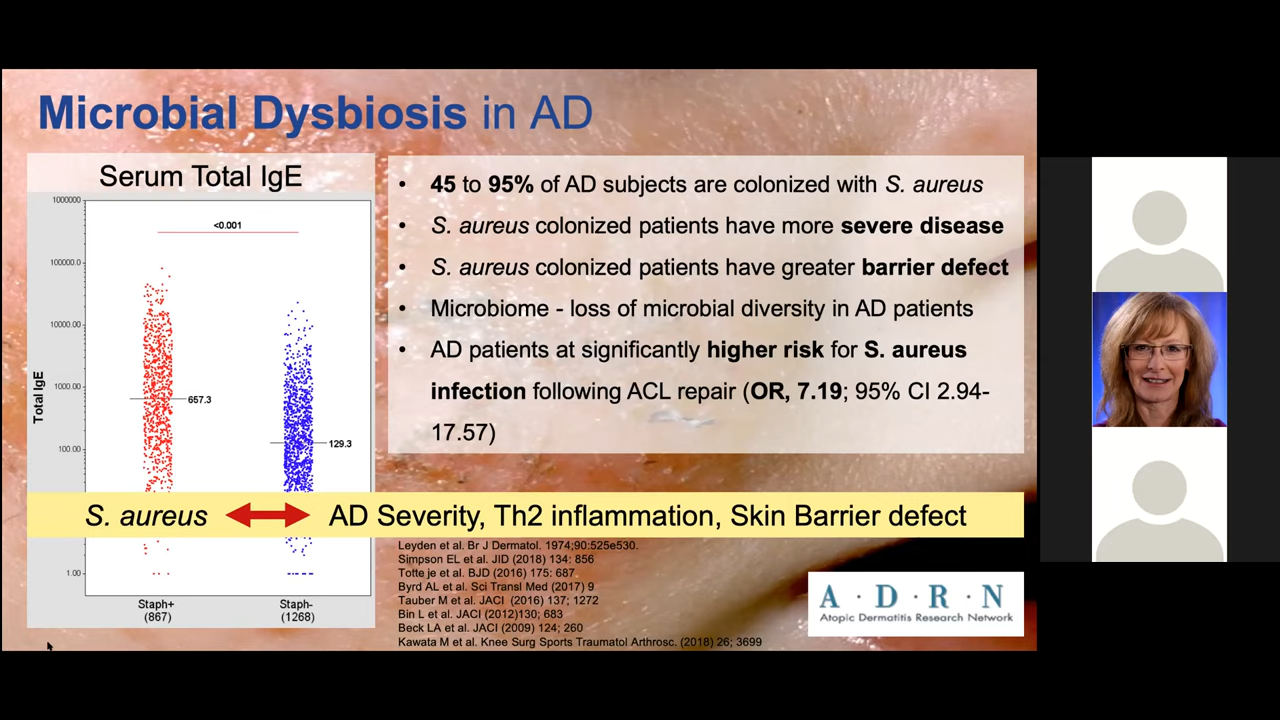 Microbial Dysbiosis in AD
Serum Total IgE
1000000
<0.001
100000.0
10000.00
Total IgE
1000.00
657.3
129.3
100.00
1.00
Staph+
(867)
Staph-
(1268)
• 45 to 95% of AD subjects are colonized with S. aureus
• S. aureus colonized patients have more severe disease
• S. aureus colonized patients have greater barrier defect
• Microbiome - loss of microbial diversity in AD patients
• AD patients at significantly higher risk for S. aureus
infection following ACL repair (OR, 7.19; 95% CI 2.94-
17.57)
S. aureus AD Severity, Th2 inflammation, Skin Barrier defect
Leyden et al. Br J Dermatol. 1974;90:525e530.
Simpson EL et al. JID (2018) 134: 856
Totte je et al. BJD (2016) 175: 687.
Byrd AL et al. Sci Transl Med (2017) 9
Tauber M et al. JACI (2016) 137; 1272
Bin L et al. JACI (2012)130; 683
Beck LA et al. JACI (2009) 124; 260
Kawata M et al. Knee Surg Sports Traumatol Arthrosc. (2018) 26; 3699
A·D·R·N
Atopic Dermatitis Research Network